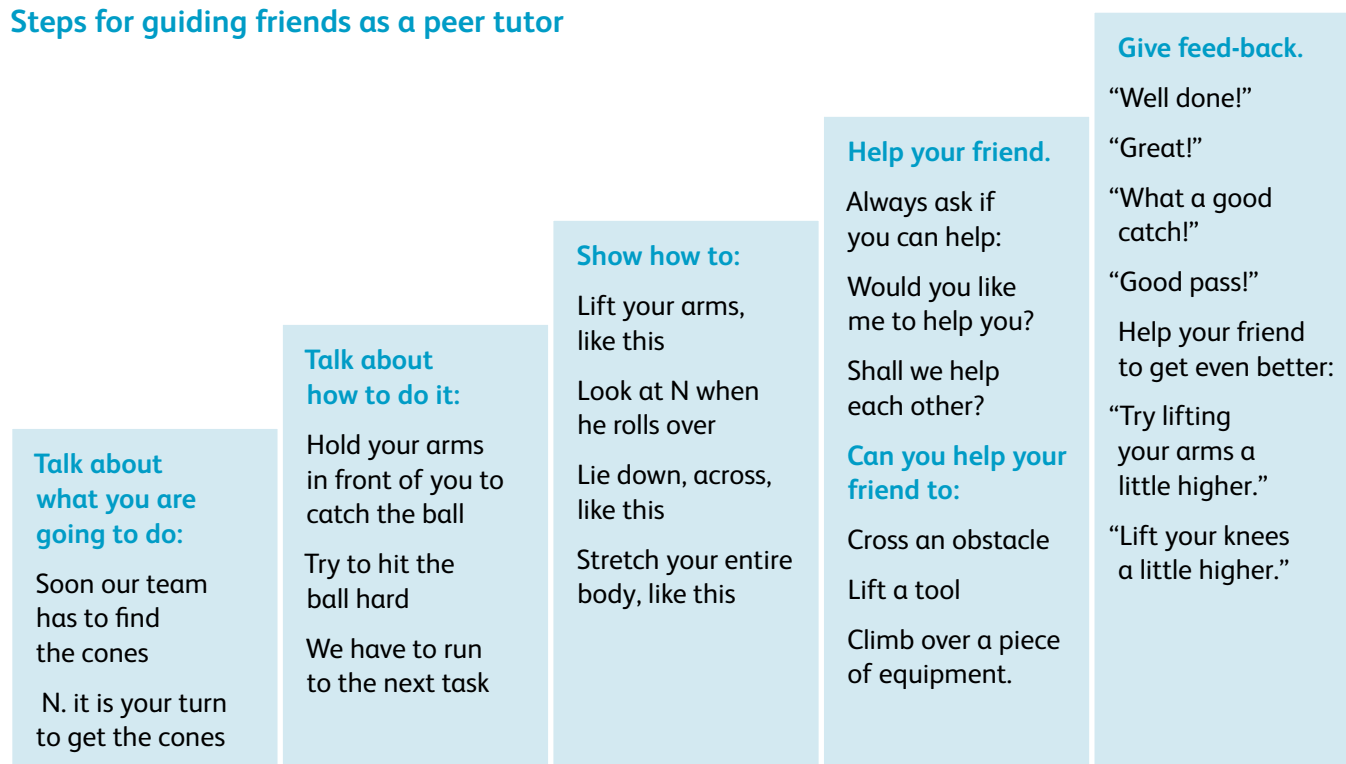 Steps for guiding friends as a peer tutor
Talk about
what you are
going to do:
Soon our team
has to find
the cones
N. it is your turn
to get the cones
Talk about
how to do it:
Hold your arms
in front of you to
catch the ball
Try to hit the
ball hard
We have to run
to the next task
Show how to:
Lift your arms,
like this
Look at N when
he rolls over
Lie down, across,
like this
Stretch your entire
body, like this
Help your friend.
Always ask if
you can help:
Would you like
me to help you?
Shall we help
each other?
Can you help your
friend to:
Cross an obstacle
Lift a tool
Climb over a piece
of equipment.
Give feed-back.
“Well done!”
“Great!”
“What a good
catch!”
“Good pass!”
Help your friend
to get even better:
“Try lifting
your arms a
little higher.”
“Lift your knees
a little higher.”